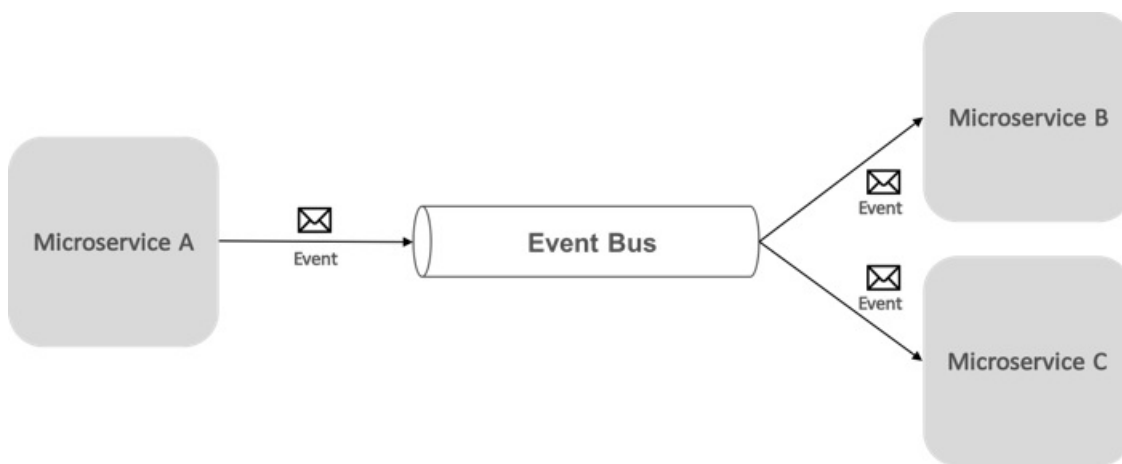 Microservice A
Event
Event Bus
Event
Microservice B
Event
Microservice C